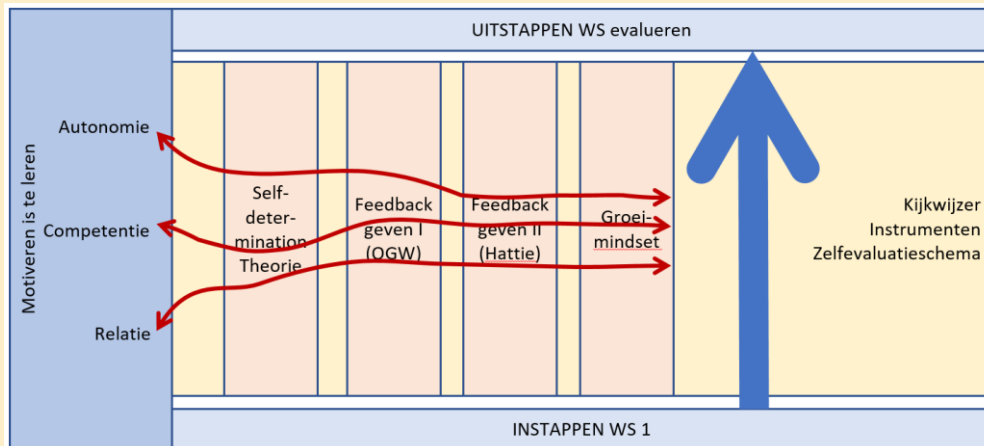 UITSTAPPEN WS evalueren
Motiveren is te leren
Autonomie
Competentie
Relatie
Self-
deter-
mination
Theorie
Feedback
geven I
(OGW)
Feedback
geven II
(Hattie)
Groei-
mindset
Kijkwijzer
Instrumenten
Zelfevaluatieschema
INSTAPPEN WS 1